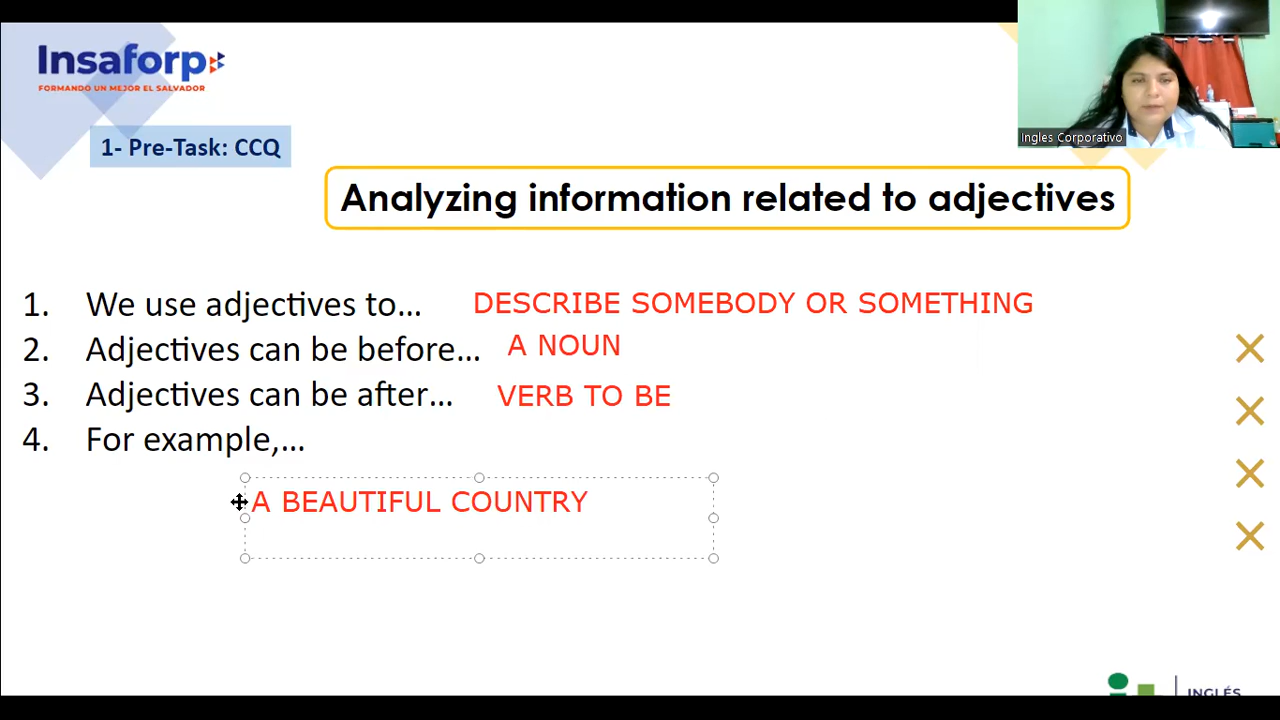 Insaforp
FORMANDO UN MEJOR EL SALVADOR
1- Pre-Task: CCQ
Ingles Corporativo
Analyzing information related to adjectives
1. We use adjectives to... DESCRIBE SOMEBODY OR SOMETHING
2. Adjectives can be before... A NOUN
3. Adjectives can be after... VERB TO BE
4. For example,...
A BEAUTIFUL COUNTRY
INGLÉS